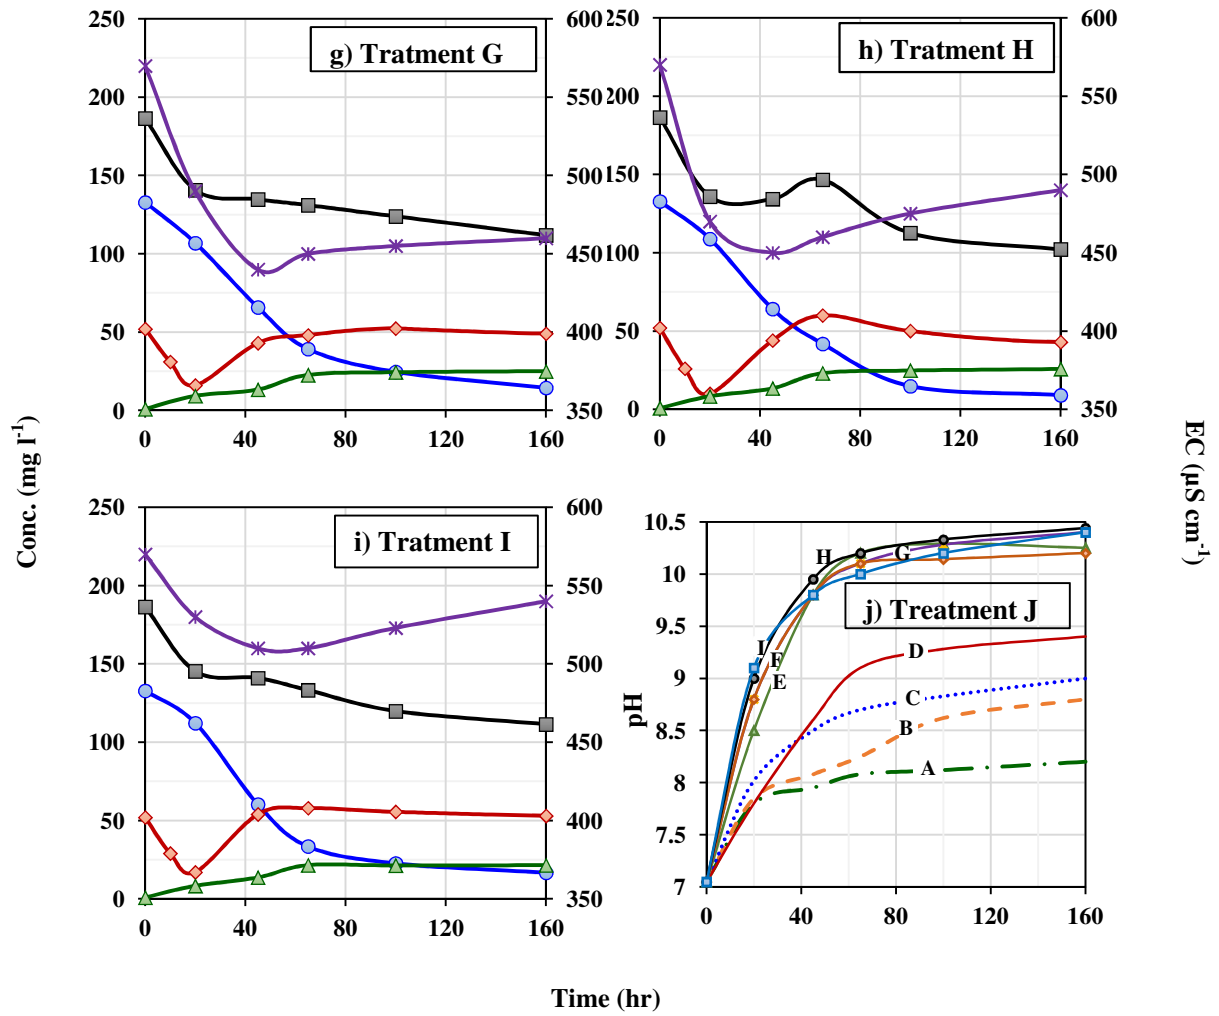 g) Tratment G
250
200
150
100
50
0
600
550
500
450
400
350
0 40 80 120 160
h) Tratment H
250
200
150
100
50
0
600
550
500
450
400
350
0 40 80 120 160
Conc. (mg l-1)
EC (µS cm-1)
i) Tratment I
250
200
150
100
50
0
600
550
500
450
400
350
0 40 80 120 160
j) Treatment J
10.5
10
9.5
9
8.5
8
7.5
7
pH
H
G
I
F
E
D
C
B
A
0 40 80 120 160
Time (hr)